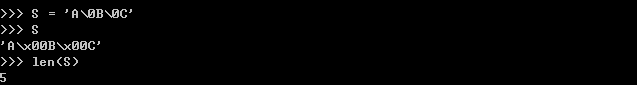 >>> S = 'A\0B\0C'
>>> S
'A\x00B\x00C'
>>> len(S)
5